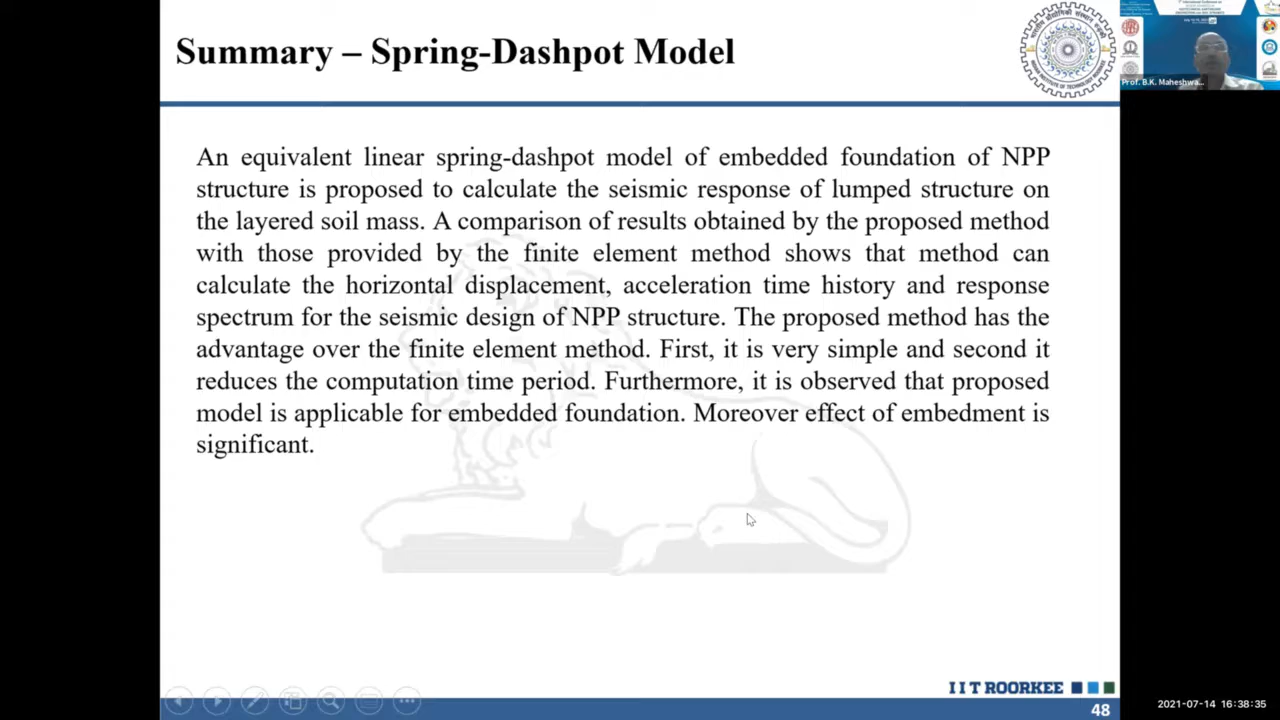 Summary – Spring-Dashpot Model
An equivalent linear spring-dashpot model of embedded foundation of NPP
structure is proposed to calculate the seismic response of lumped structure on
the layered soil mass. A comparison of results obtained by the proposed method
with those provided by the finite element method shows that method can
calculate the horizontal displacement, acceleration time history and response
spectrum for the seismic design of NPP structure. The proposed method has the
advantage over the finite element method. First, it is very simple and second it
reduces the computation time period. Furthermore, it is observed that proposed
model is applicable for embedded foundation. Moreover effect of embedment is
significant.
Prof. B.K. Maheshwa...
I I T ROORKEE
48
2021-07-14 16:38:35